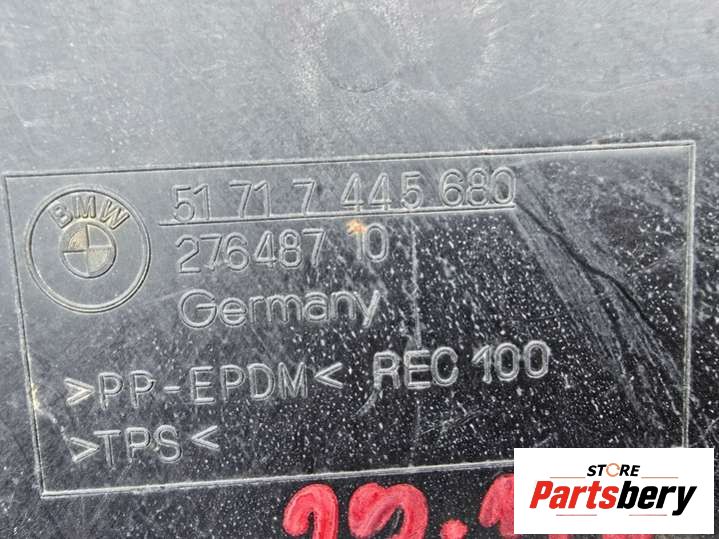 BMW
51 71 7 445 680
276487 10
Germany
>PP-EPDM< REC 100
>TPS<
STORE
Partsbery